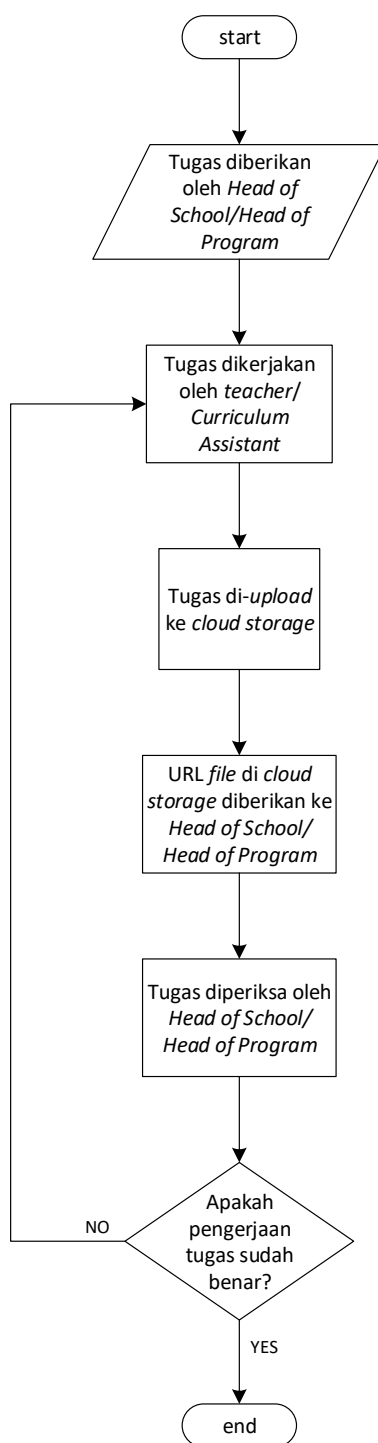 start
Tugas diberikan
oleh Head of
School/Head of
Program
Tugas dikerjakan
oleh teacher/
Curriculum
Assistant
Tugas di-upload
ke cloud storage
URL file di cloud
storage diberikan ke
Head of School/
Head of Program
Tugas diperiksa oleh
Head of School/
Head of Program
Apakah
pengerjaan
tugas sudah
benar?
NO
YES
end